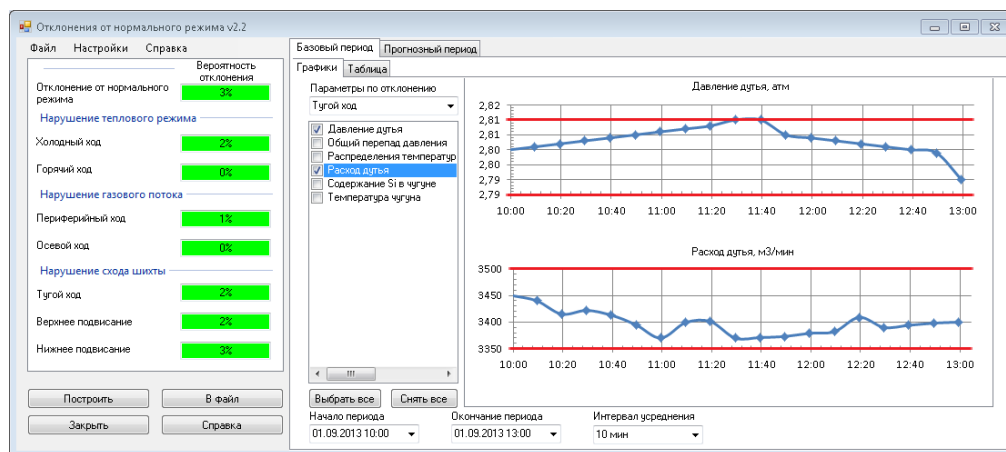 Отклонения от нормального режима v2.2
Файл Настройки Справка
Вероятность
отклонения
Отклонение от нормального
режима
3%
Нарушение теплового режима
Холодный ход 2%
Горячий ход 0%
Нарушение газового потока
Периферийный ход 1%
Осевой ход 0%
Нарушение схода шихты
Тугой ход 2%
Верхнее подвисание 2%
Нижнее подвисание 3%
Построить В файл
Закрыть Справка
Базовый период Прогнозный период
Графики Таблица
Параметры по отклонению
Тугой ход
Давление дутья
Общий перепад давления
Распределения температур
Расход дутья
Содержание Si в чугуне
Температура чугуна
Выбрать все Снять все
Давление дутья, атм
2,82
2,81
2,81
2,80
2,80
2,79
2,79
10:00 10:20 10:40 11:00 11:20 11:40 12:00 12:20 12:40 13:00
Расход дутья, м3/мин
3500
3450
3400
3350
10:00 10:20 10:40 11:00 11:20 11:40 12:00 12:20 12:40 13:00
Начало периода Окончание периода Интервал усреднения
01.09.2013 10:00 01.09.2013 13:00 10 мин